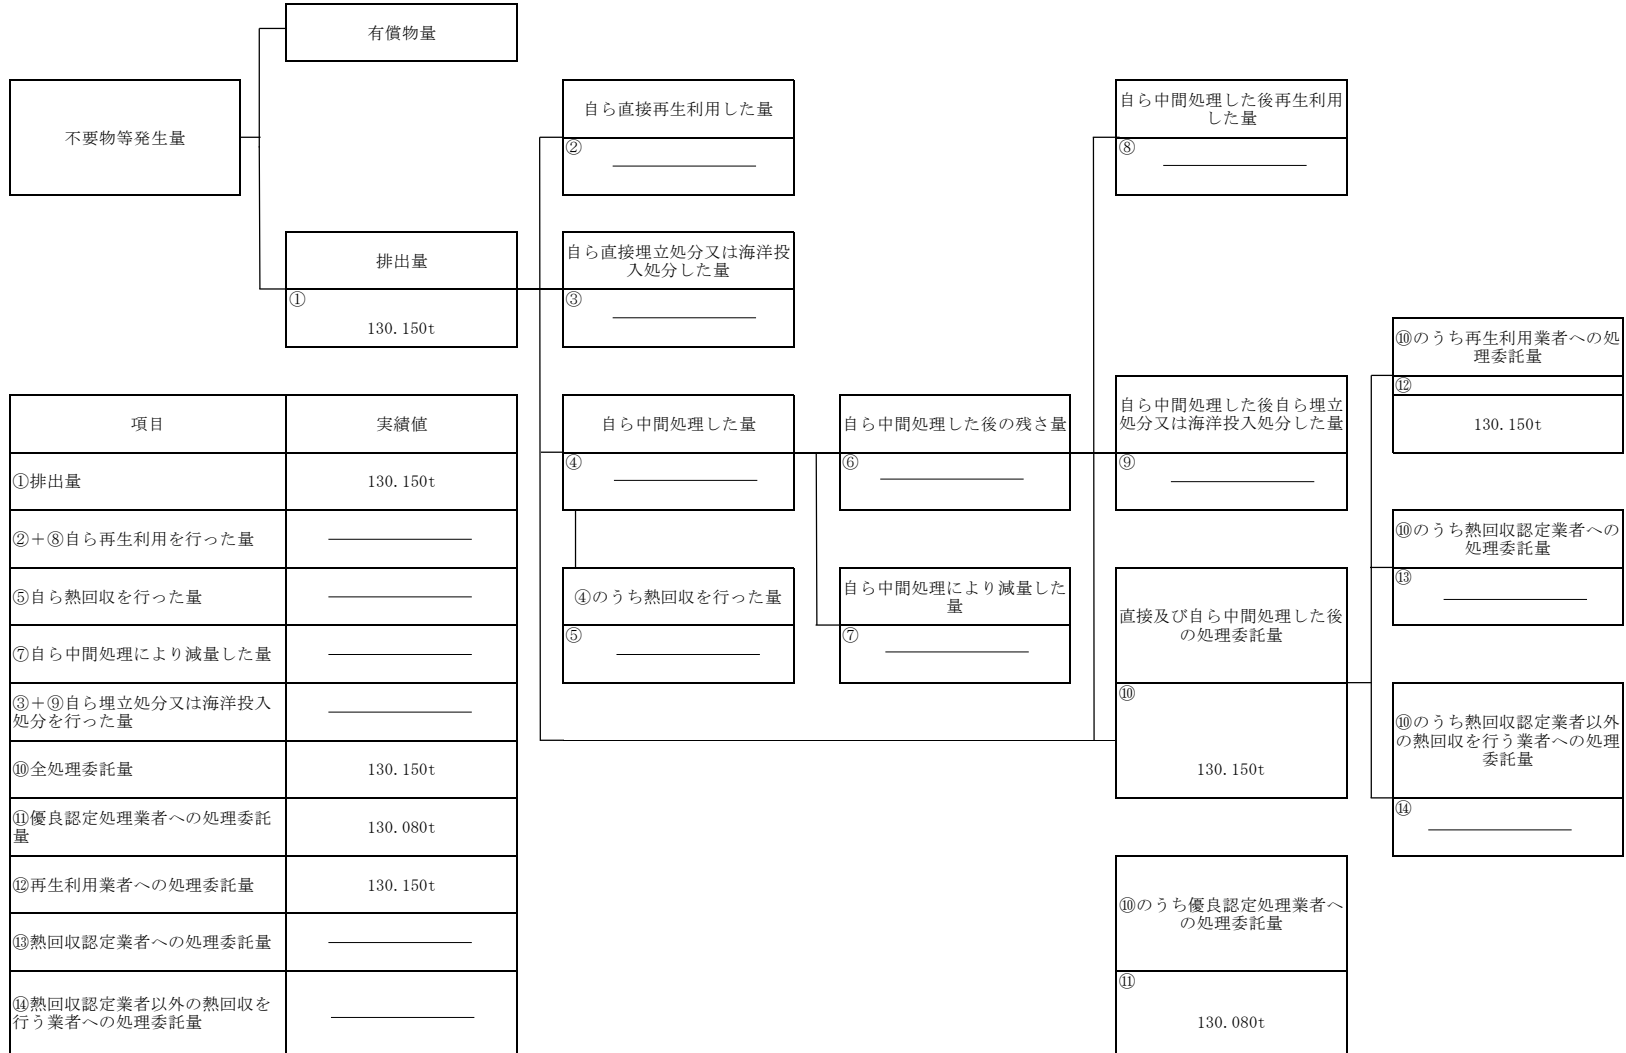 有償物量
不要物等発生量
排出量
①
130.150t
自ら直接再生利用した量
②
自ら直接埋立処分又は海洋投
入処分した量
③
自ら中間処理した量
④
④のうち熱回収を行った量
⑤
自ら中間処理した後の残さ量
⑥
自ら中間処理により減量した
量
⑦
自ら中間処理した後再生利用
した量
⑧
自ら中間処理した後自ら埋立
処分又は海洋投入処分した量
⑨
直接及び自ら中間処理した後
の処理委託量
⑩
130.150t
⑩のうち優良認定処理業者へ
の処理委託量
⑪
130.080t
⑩のうち再生利用業者への処
理委託量
⑫
130.150t
⑩のうち熱回収認定業者への
処理委託量
⑬
⑩のうち熱回収認定業者以外
の熱回収を行う業者への処理
委託量
⑭
項目 実績値
①排出量 130.150t
②＋⑧自ら再生利用を行った量
⑤自ら熱回収を行った量
⑦自ら中間処理により減量した量
③＋⑨自ら埋立処分又は海洋投入
処分を行った量
⑩全処理委託量 130.150t
⑪優良認定処理業者への処理委託
量 130.080t
⑫再生利用業者への処理委託量 130.150t
⑬熱回収認定業者への処理委託量
⑭熱回収認定業者以外の熱回収を
行う業者への処理委託量